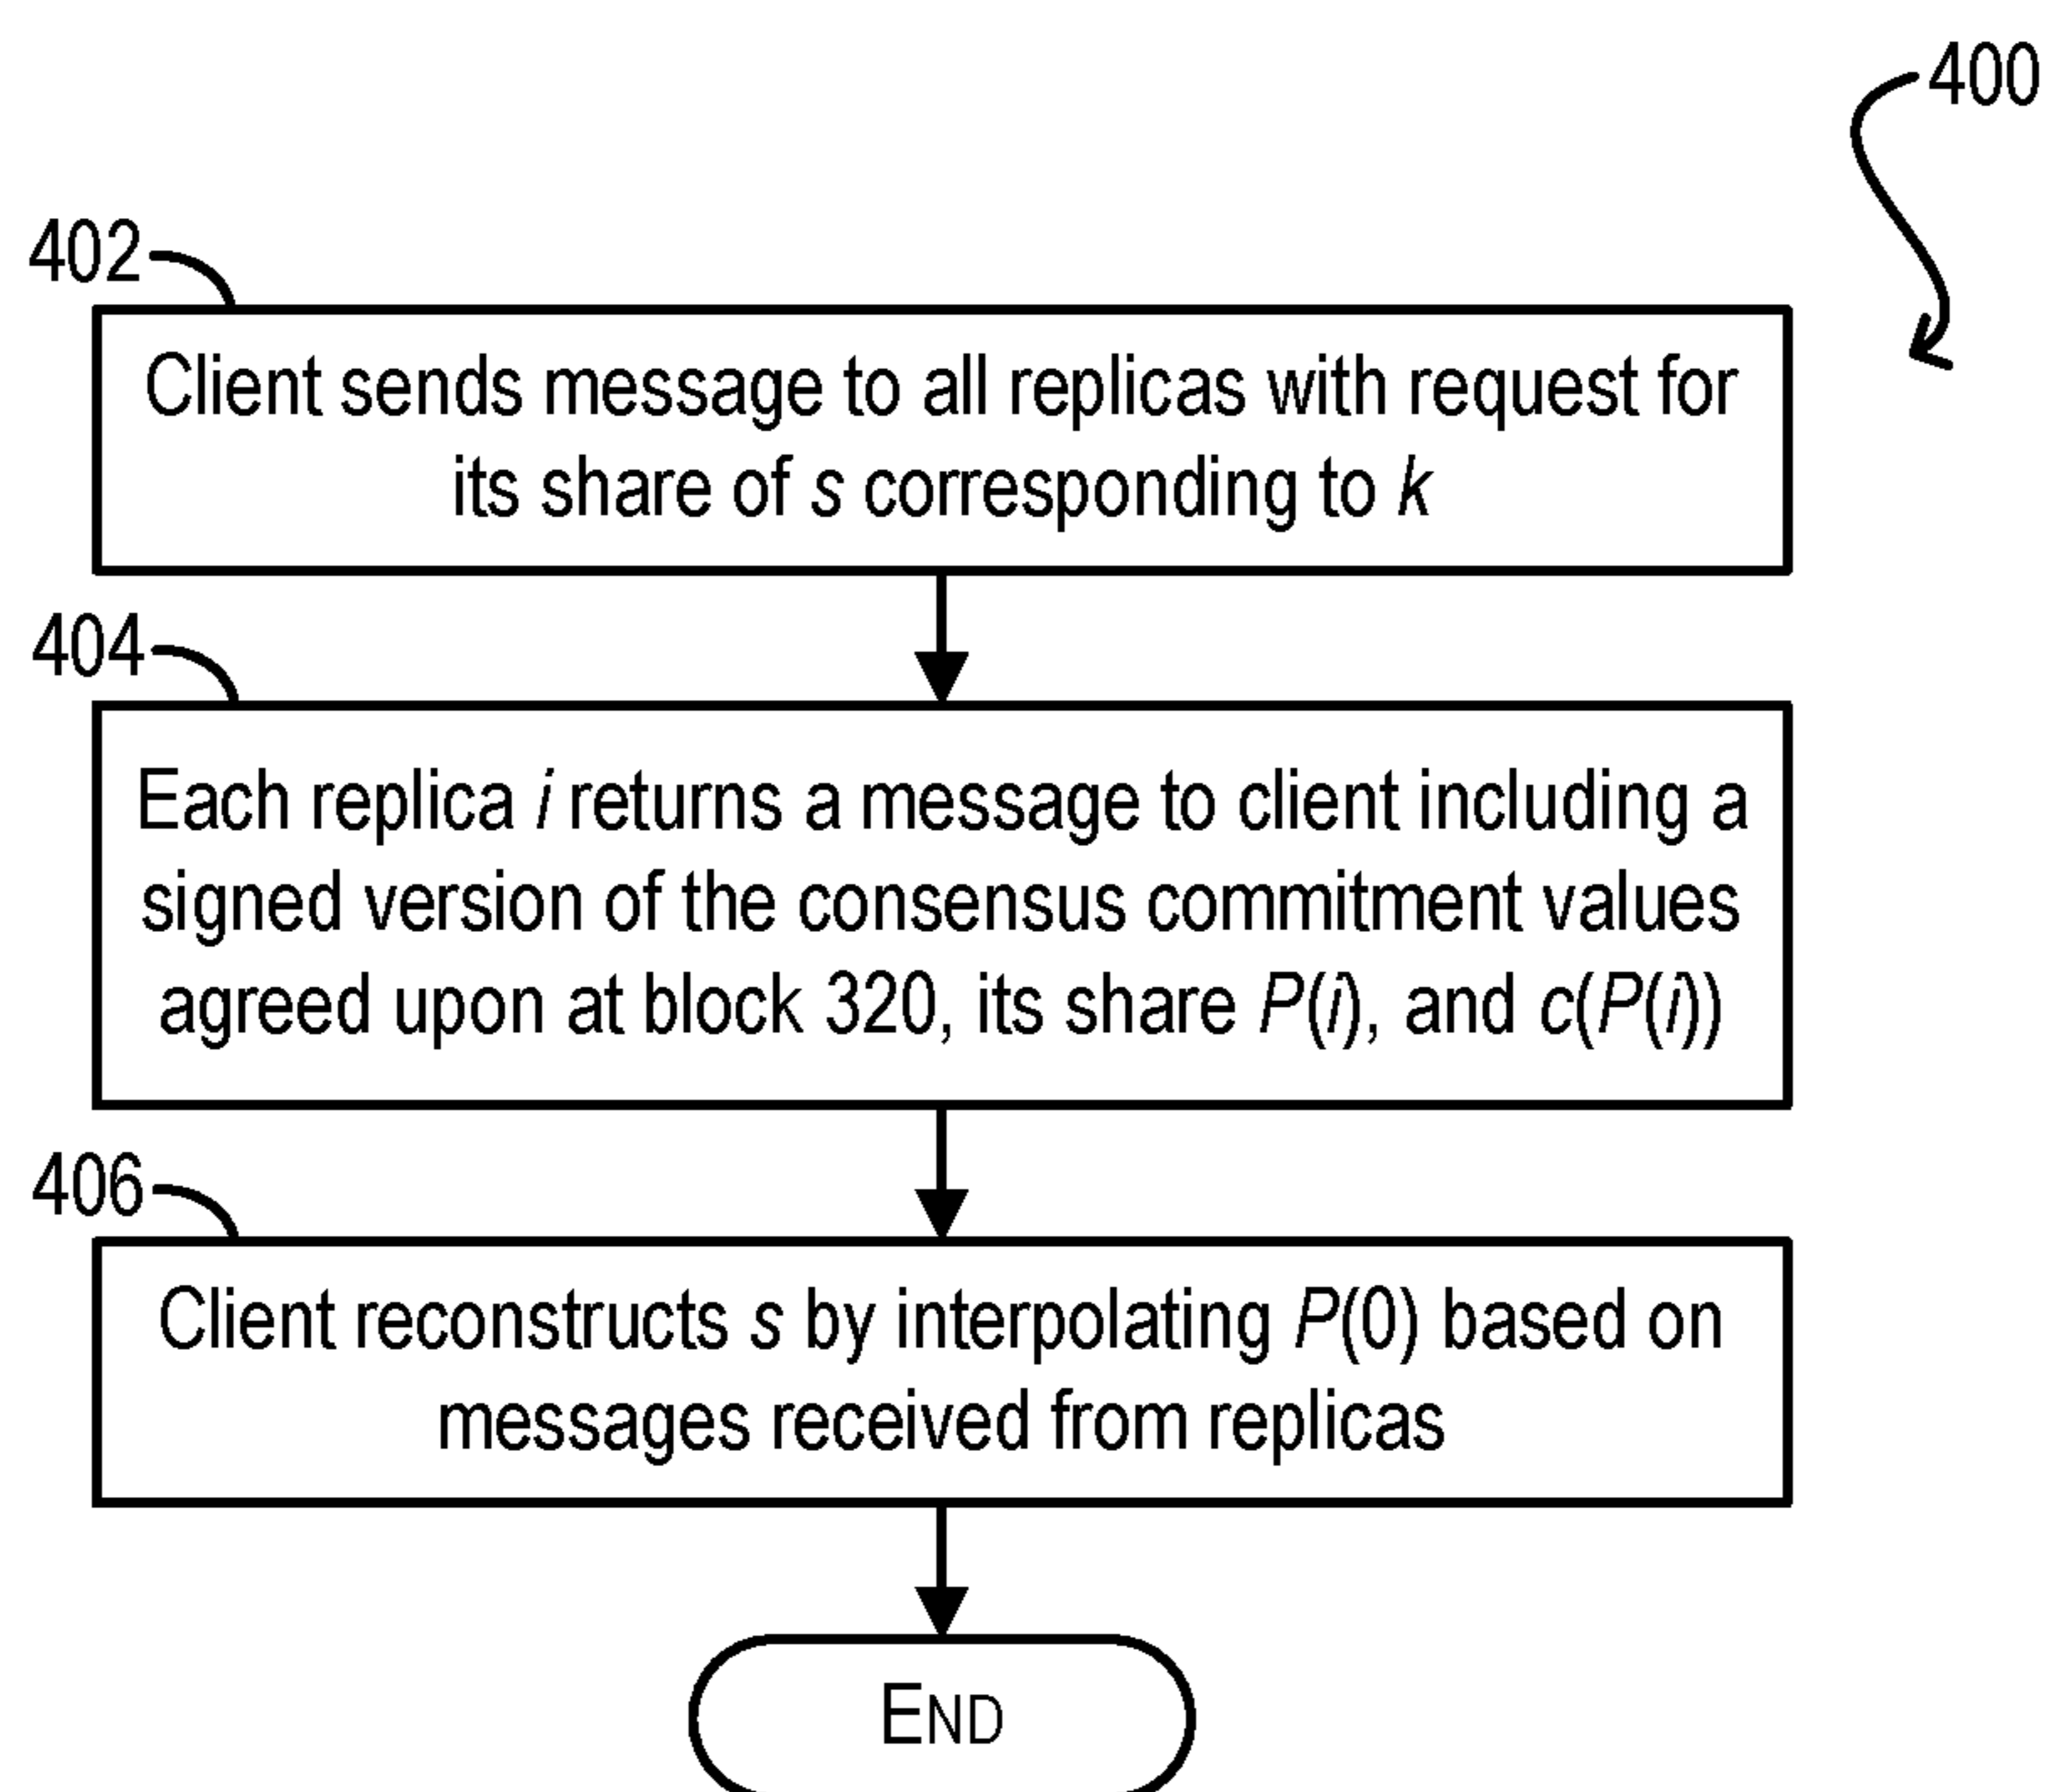 400
402
Client sends message to all replicas with request for
its share of s corresponding to k
404
Each replica i returns a message to client including a
signed version of the consensus commitment values
agreed upon at block 320, its share P(i), and c(P(i))
406
Client reconstructs s by interpolating P(0) based on
messages received from replicas
END